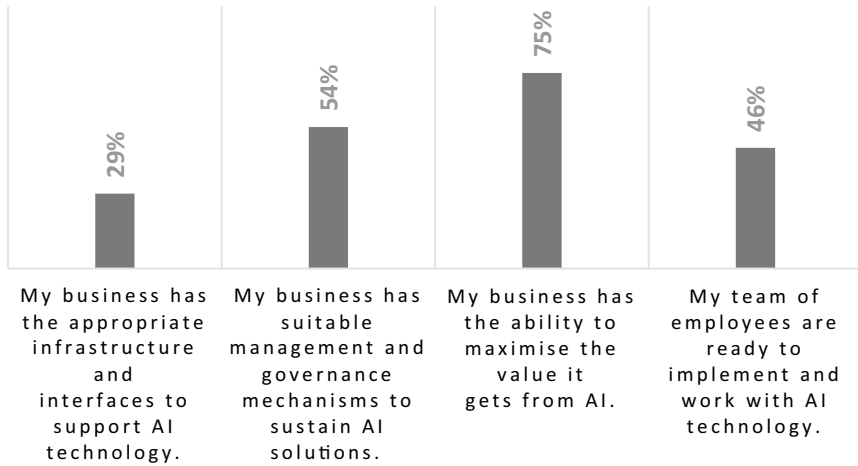 29%
54%
75%
46%
My business has
the appropriate
infrastructure
and
interfaces to
support AI
technology.
My business has
suitable
management and
governance
mechanisms to
sustain AI
solutions.
My business has
the ability to
maximise the
value it
gets from AI.
My team of
employees are
ready to
implement and
work with AI
technology.